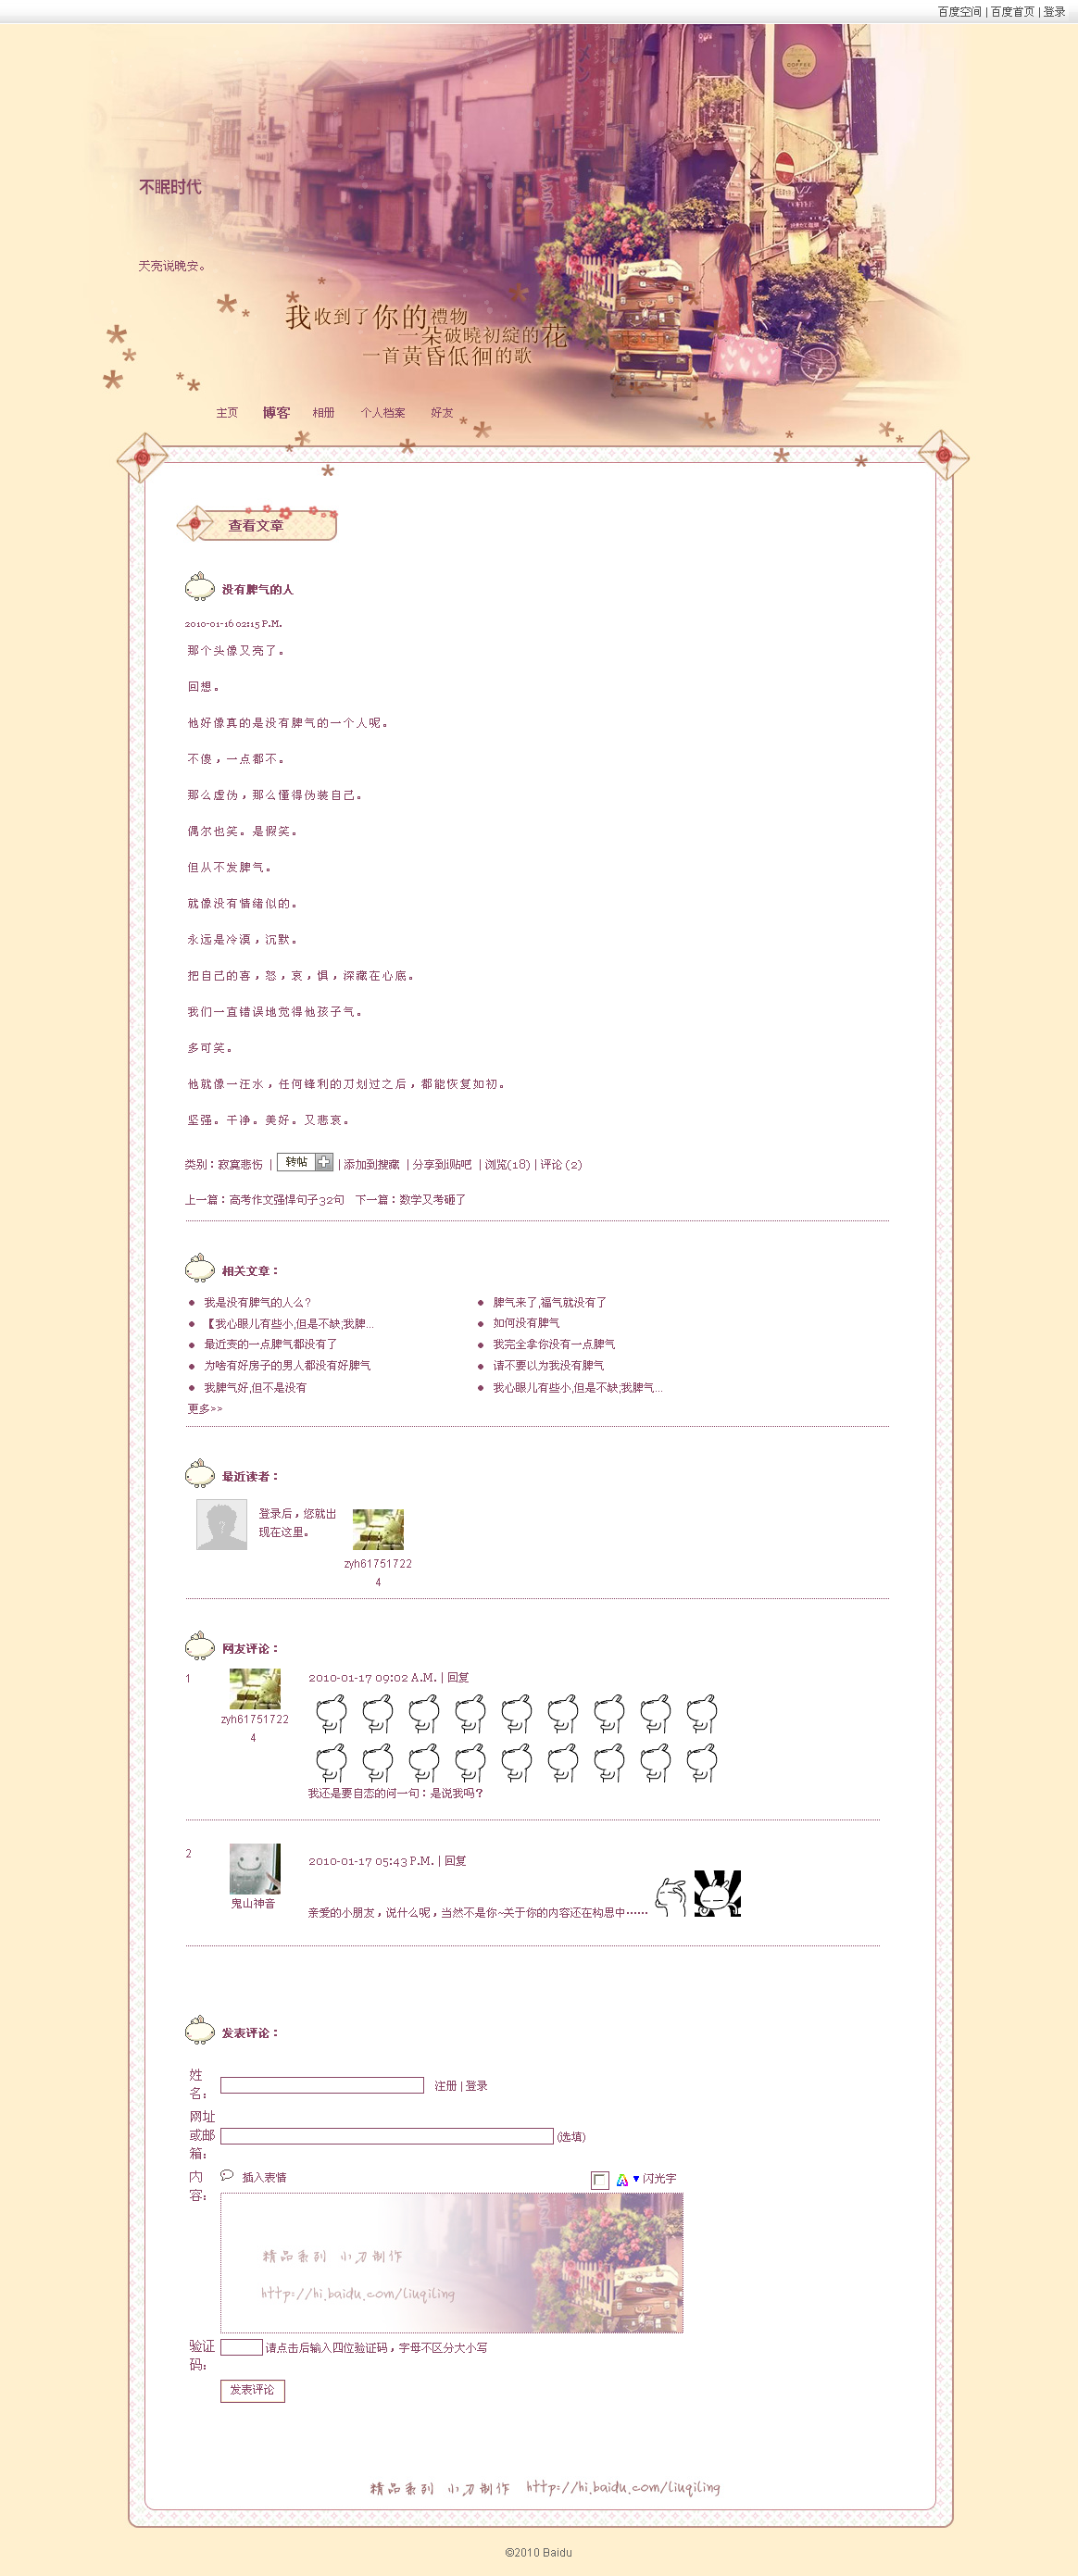 百度空间 | 百度首页 | 登录
不眠时代
天亮说晚安。
我收到了你的禮物
一朵破曉初綻的花
一首黃昏低徊的歌
主页 博客 相册 个人档案 好友
查看文章
没有脾气的人
2010-01-16 02:15 P.M.
那个头像又亮了。
回想。
他好像真的是没有脾气的一个人呢。
不傻，一点都不。
那么虚伪，那么懂得伪装自己。
偶尔也笑。是假笑。
但从不发脾气。
就像没有情绪似的。
永远是冷漠，沉默。
把自己的喜，怒，哀，惧，深藏在心底。
我们一直错误地觉得他孩子气。
多可笑。
他就像一汪水，任何锋利的刀划过之后，都能恢复如初。
坚强。干净。美好。又悲哀。
类别：寂寞悲伤 | 转帖 | 添加到搜藏 | 分享到i贴吧 | 浏览(18) | 评论 (2)
上一篇：高考作文强悍句子32句 下一篇：数学又考砸了
相关文章：
我是没有脾气的人么? 脾气来了,福气就没有了
【我心眼儿有些小,但是不缺;我脾... 如何没有脾气
最近变的一点脾气都没有了 我完全拿你没有一点脾气
为啥有好房子的男人都没有好脾气 请不要以为我没有脾气
我脾气好,但不是没有 我心眼儿有些小,但是不缺;我脾气...
更多>>
最近读者：
登录后，您就出
现在这里。
zyh61751722
4
网友评论：
1 2010-01-17 09:02 A.M. | 回复
zyh61751722
4
我还是要自恋的问一句：是说我吗？
2 2010-01-17 05:43 P.M. | 回复
鬼山神音
亲爱的小朋友，说什么呢，当然不是你~关于你的内容还在构思中……
发表评论：
姓
名：
注册 | 登录
网址
或邮
箱：
(选填)
内
容：
插入表情 A ▼闪光字
精品系列 小刀制作
http://hi.baidu.com/liuqiling
验证
码：
请点击后输入四位验证码，字母不区分大小写
发表评论
精品系列 小刀制作 http://hi.baidu.com/liuqiling
©2010 Baidu